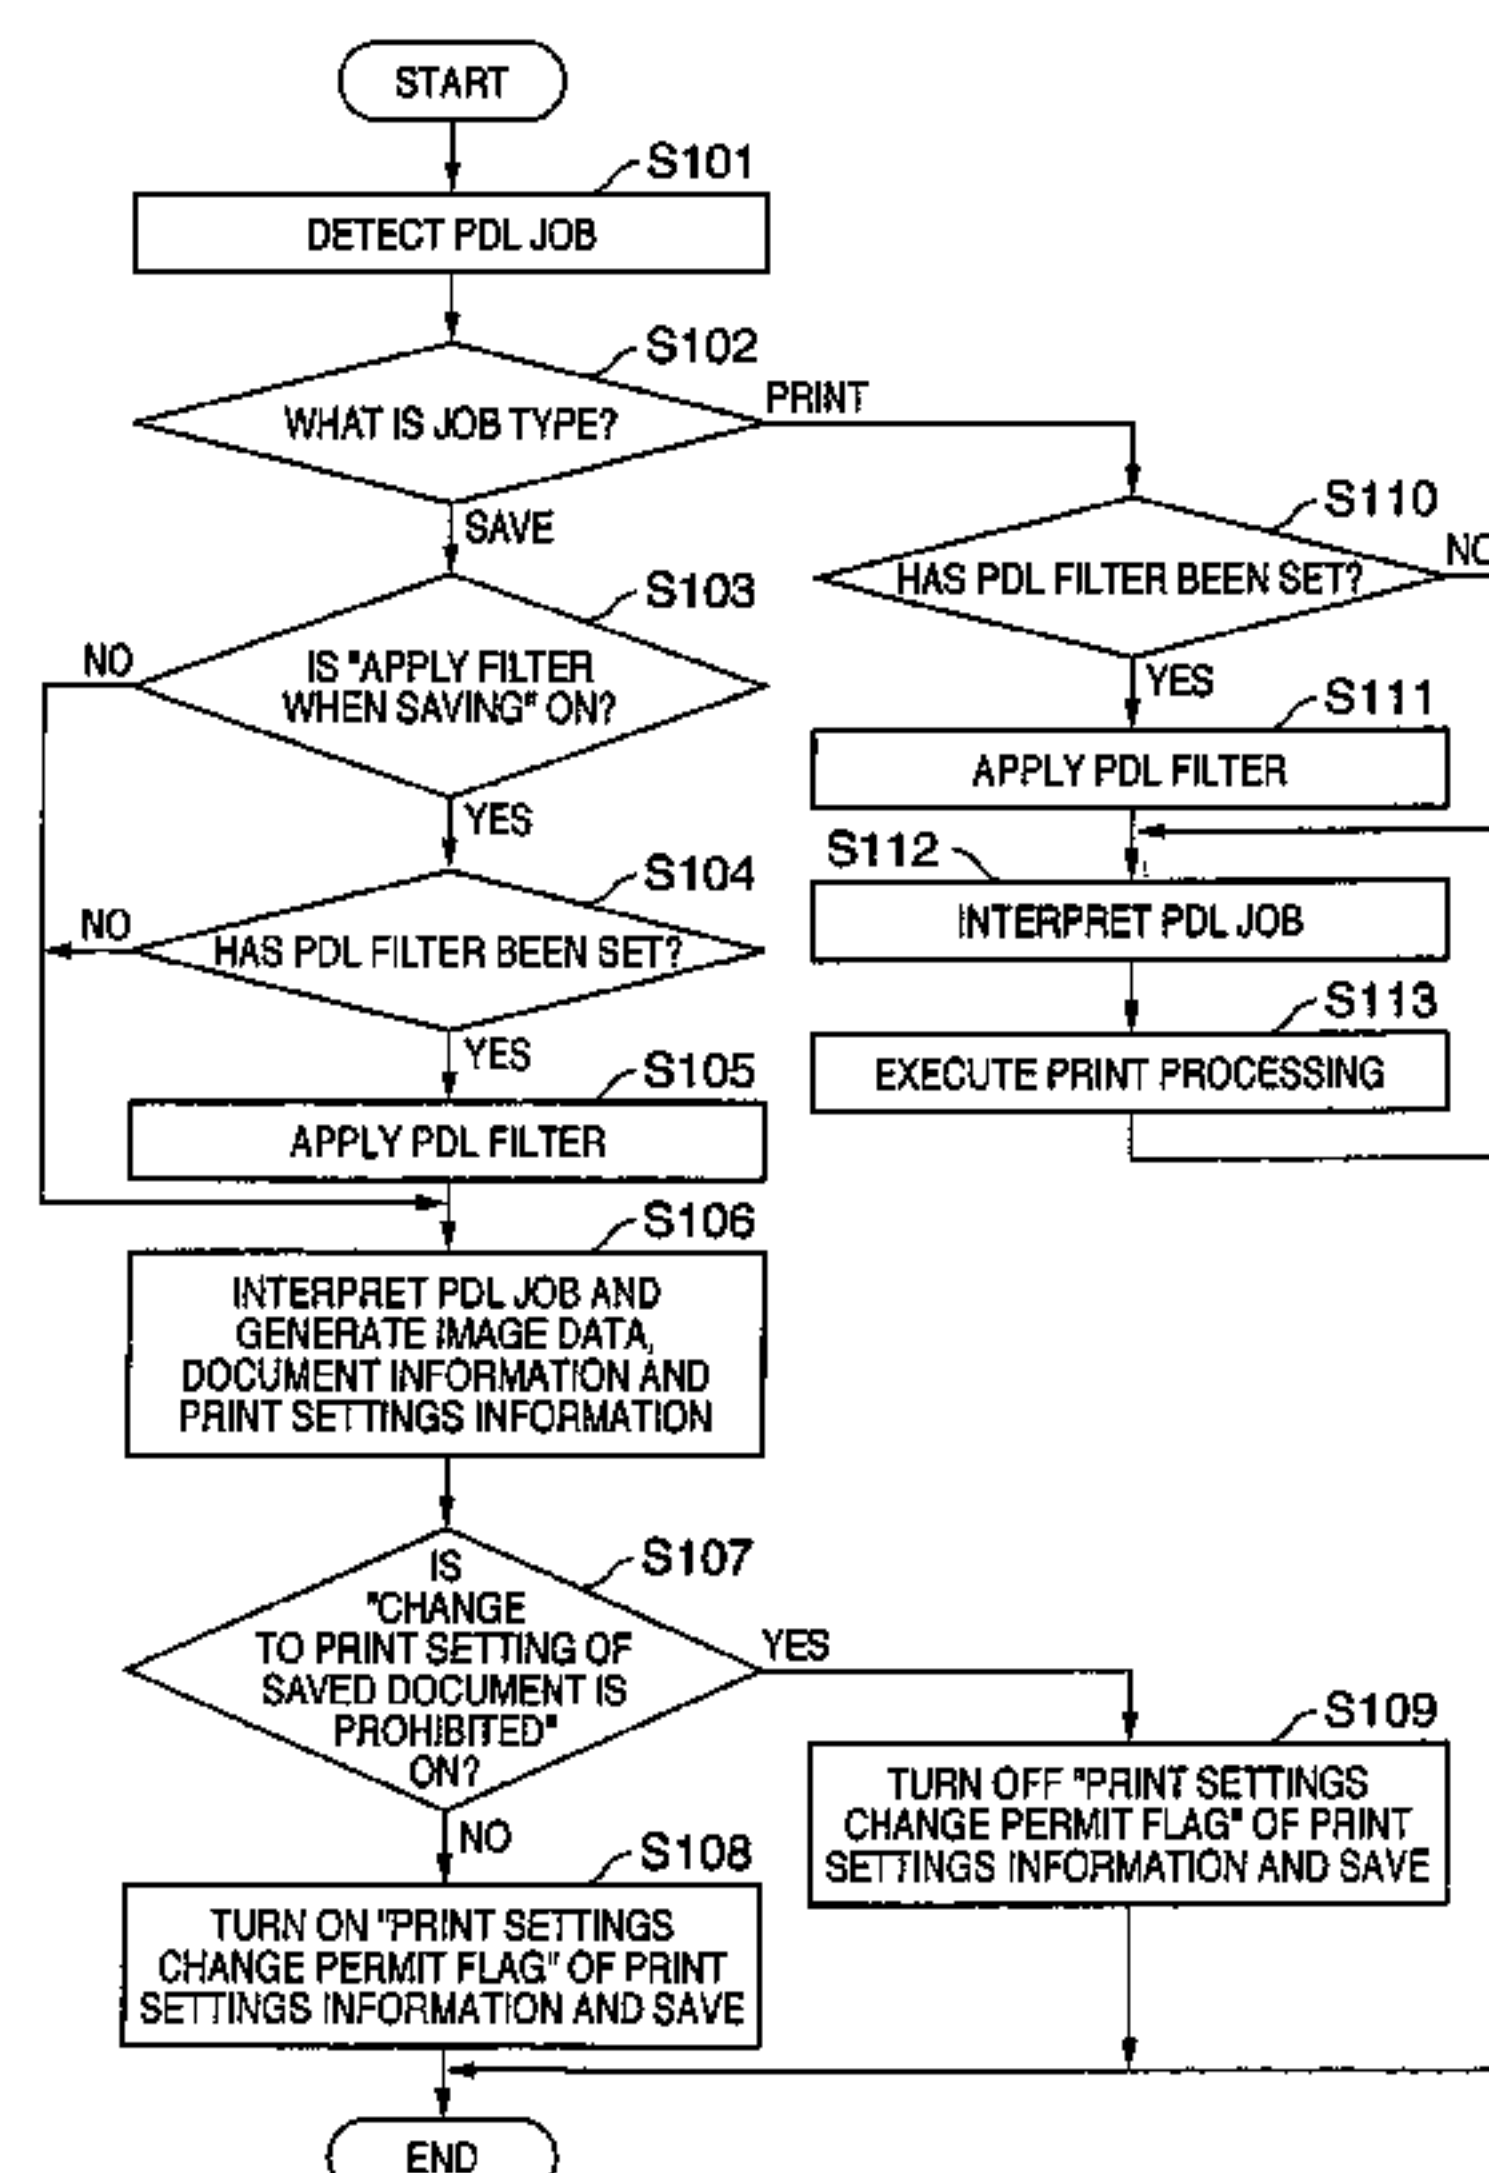 START
S101
DETECT PDL JOB
S102
WHAT IS JOB TYPE?
PRINT
SAVE
S110
HAS PDL FILTER BEEN SET?
NO
YES
S103
IS "APPLY FILTER
WHEN SAVING" ON?
NO
YES
S111
APPLY PDL FILTER
S112
INTERPRET PDL JOB
S104
HAS PDL FILTER BEEN SET?
NO
YES
S113
EXECUTE PRINT PROCESSING
S105
APPLY PDL FILTER
S106
INTERPRET PDL JOB AND
GENERATE IMAGE DATA,
DOCUMENT INFORMATION AND
PRINT SETTINGS INFORMATION
S107
IS
"CHANGE
TO PRINT SETTING OF
SAVED DOCUMENT IS
PROHIBITED"
ON?
YES
NO
S109
TURN OFF "PRINT SETTINGS
CHANGE PERMIT FLAG" OF PRINT
SETTINGS INFORMATION AND SAVE
S108
TURN ON "PRINT SETTINGS
CHANGE PERMIT FLAG" OF PRINT
SETTINGS INFORMATION AND SAVE
END